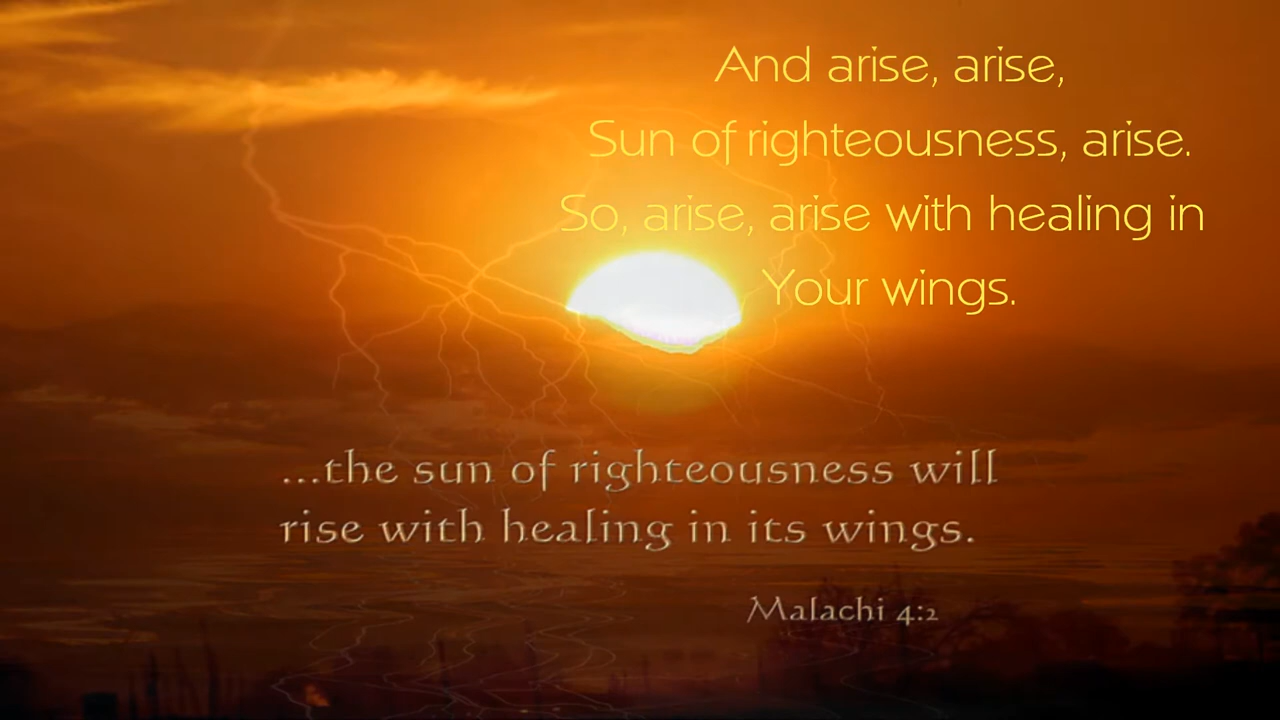 And arise, arise,
Sun of righteousness, arise.
So, arise, arise with healing in
Your wings.
...the sun of righteousness will
rise with healing in its wings.
Malachi 4:2